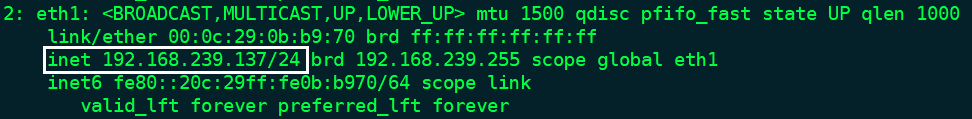 2: eth1: <BROADCAST,MULTICAST,UP,LOWER_UP> mtu 1500 qdisc pfifo_fast state UP qlen 1000
link/ether 00:0c:29:0b:b9:70 brd ff:ff:ff:ff:ff:ff
inet 192.168.239.137/24 brd 192.168.239.255 scope global eth1
inet6 fe80::20c:29ff:fe0b:b970/64 scope link
valid_lft forever preferred_lft forever